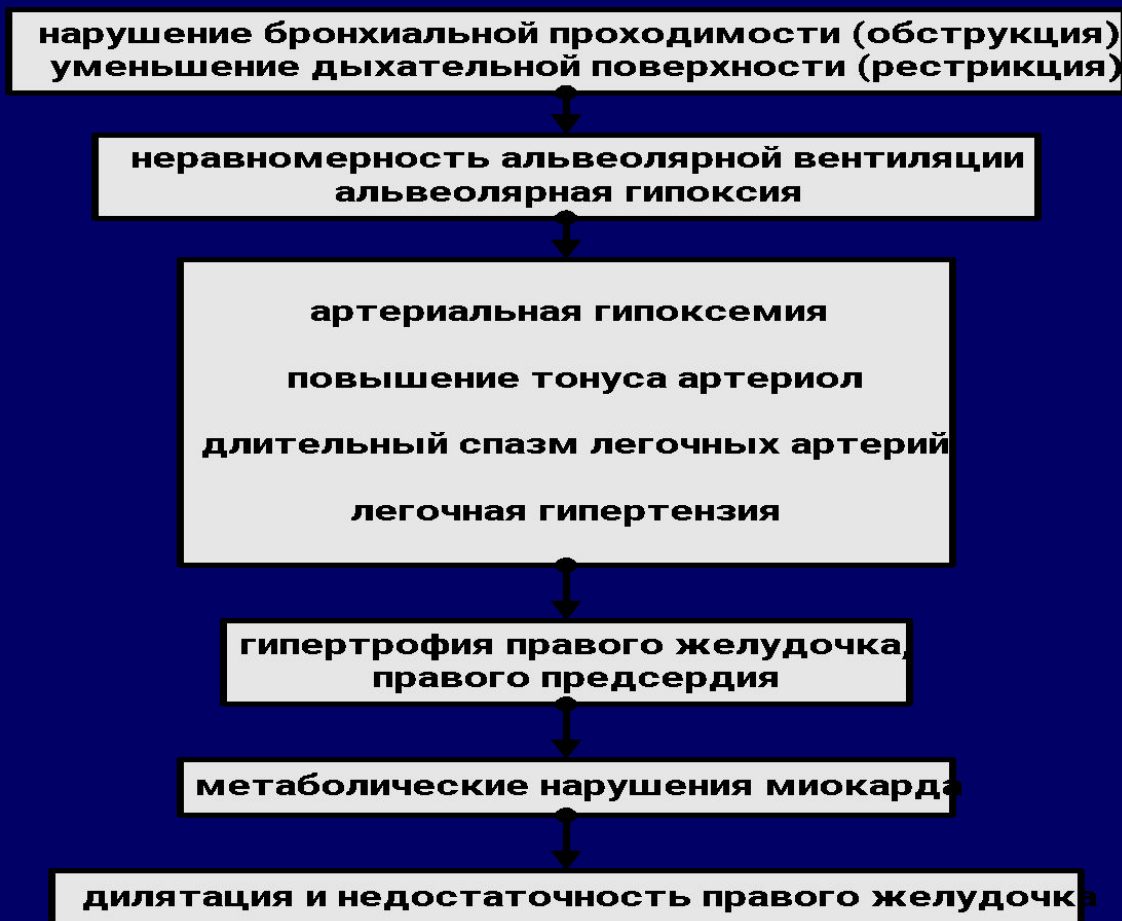 нарушение бронхиальной проходимости (обструкция)
уменьшение дыхательной поверхности (рестрикция)
неравномерность альвеолярной вентиляции
альвеолярная гипоксия
артериальная гипоксемия
повышение тонуса артериол
длительный спазм легочных артерий
легочная гипертензия
гипертрофия правого желудочка,
правого предсердия
метаболические нарушения миокарда
дилятация и недостаточность правого желудочка